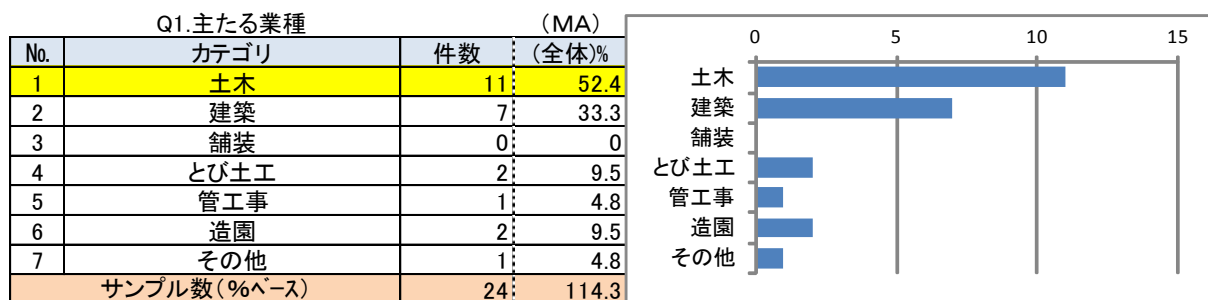 Q1.主たる業種 (MA)
No. カテゴリ 件数 (全体)%
1 土木 11 52.4
2 建築 7 33.3
3 舗装 0 0
4 とび土工 2 9.5
5 管工事 1 4.8
6 造園 2 9.5
7 その他 1 4.8
サンプル数(%ベース) 24 114.3
0 5 10 15
土木
建築
舗装
とび土工
管工事
造園
その他